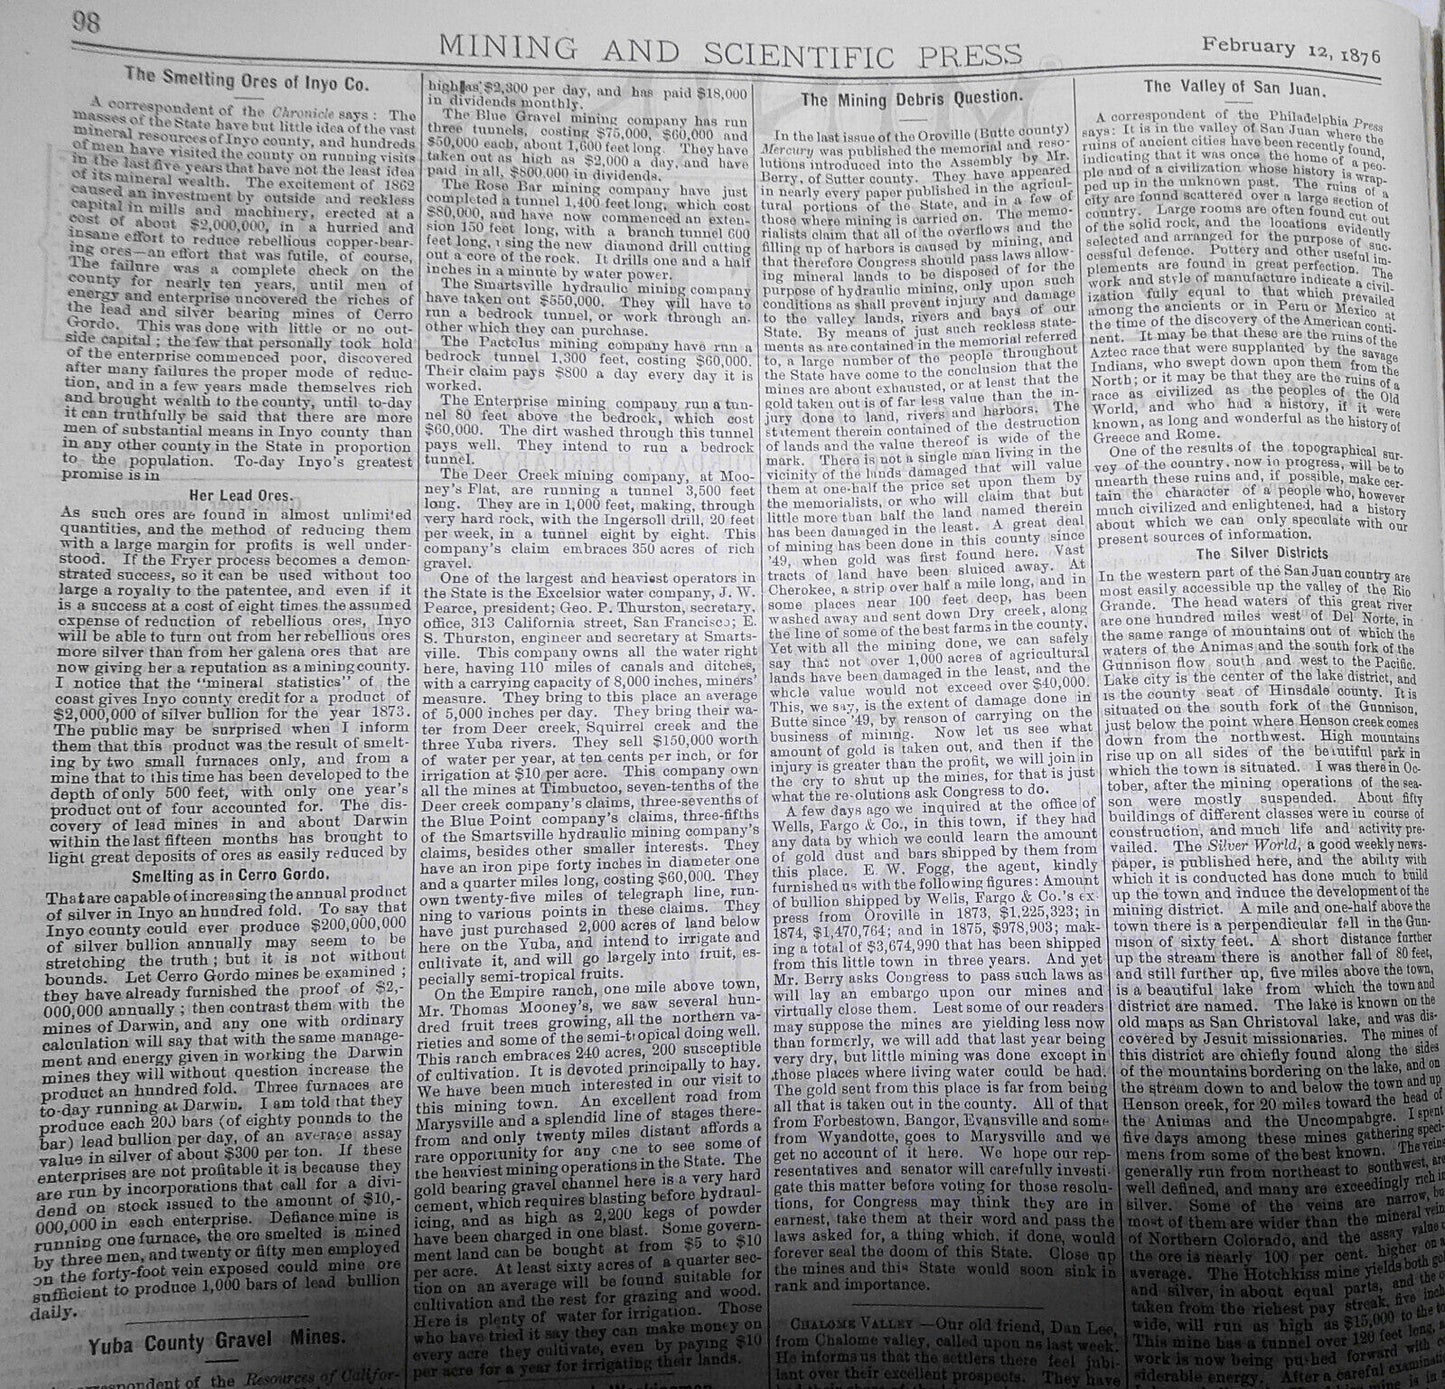 98
MINING AND SCIENTIFIC PRESS
February 12, 1876
The Smelting Ores of Inyo Co.
A correspondent of the Chronicle says: The
masses of the State have but little idea of the vast
mineral resources of Inyo county, and hundreds
of men have visited the county on running visits
in the last five years that have not the least idea
of its mineral wealth. The excitement of 1862
caused an investment by outside and reckless
capital in mills and machinery, erected at a
cost of about $2,000,000, in a hurried and
insane effort to reduce rebellious copper-bear-
ing ores—an effort that was futile, of course,
The failure was a complete check on the
county for nearly ten years, until men of
energy and enterprise uncovered the riches of
the lead and silver bearing mines of Cerro
Gordo. This was done with little or no out-
side capital; the few that personally took hold
of the enterprise commenced poor, discovered
after many failures the proper mode of reduc-
tion, and in a few years made themselves rich
and brought wealth to the county, until to-day
it can truthfully be said that there are more
men of substantial means in Inyo county than
in any other county in the State in proportion
to the population. To-day Inyo's greatest
promise is in
Her Lead Ores.
As such ores are found in almost unlimited
quantities, and the method of reducing them
with a large margin for profits is well under-
stood. If the Fryer process becomes a demon-
strated success, so it can be used without too
large a royalty to the patentee, and even if it
is a success at a cost of eight times the assumed
expense of reduction of rebellious ores, Inyo
will be able to turn out from her rebellious ores
more silver than from her galena ores that are
now giving her a reputation as a mining county.
I notice that the "mineral statistics" of the
coast gives Inyo county credit for a product of
$2,000,000 of silver bullion for the year 1873.
The public may be surprised when I inform
them that this product was the result of smelt-
ing by two small furnaces only, and from a
mine that to this time has been developed to the
depth of only 500 feet, with only one year's
product out of four accounted for. The dis-
covery of lead mines in and about Darwin
within the last fifteen months has brought to
light great deposits of ores as easily reduced by
Smelting as in Cerro Gordo.
That are capable of increasing the annual product
of silver in Inyo an hundred fold. To say that
Inyo county could ever produce $200,000,000
of silver bullion annually may seem to be
stretching the truth; but it is not without
bounds. Let Cerro Gordo mines be examined;
they have already furnished the proof of $2,-
000,000 annually; then contrast them with the
mines of Darwin, and any one with ordinary
calculation will say that with the same manage-
ment and energy given in working the Darwin
mines they will without question increase the
product an hundred fold. Three furnaces are
to-day running at Darwin. I am told that they
produce each 200 bars (of eighty pounds to the
bar) lead bullion per day, of an average assay
value in silver of about $300 per ton. If these
enterprises are not profitable it is because they
are run by incorporations that call for a divi-
dend on stock issued to the amount of $10,-
000,000 in each enterprise. Defiance mine is
running one furnace, the ore smelted is mined
by three men, and twenty or fifty men employed
on the forty-foot vein exposed could mine ore
sufficient to produce 1,000 bars of lead bullion
daily.
Yuba County Gravel Mines.
respondent of the Resources of Califor-
high as $2,300 per day, and has paid $18,000
in dividends monthly.
The Blue Gravel mining company has run
three tunnels, costing $75,000, $60,000 and
$50,000 each, about 1,600 feet long. They have
taken out as high as $2,000 a day, and have
paid in all, $800,000 in dividends.
The Rose Bar mining company have just
completed a tunnel 1,400 feet long, which cost
$80,000, and have now commenced an exten-
sion 150 feet long, with a branch tunnel 600
feet long, using the new diamond drill cutting
out a core of the rock. It drills one and a half
inches in a minute by water power.
The Smartsville hydraulic mining company
have taken out $550,000. They will have to
run a bedrock tunnel, or work through an-
other which they can purchase.
The Pactolus mining company have run a
bedrock tunnel 1,300 feet, costing $60,000.
Their claim pays $800 a day every day it is
worked.
The Enterprise mining company run a tun-
nel 80 feet above the bedrock, which cost
$60,000. The dirt washed through this tunnel
pays well. They intend to run a bedrock
tunnel.
The Deer Creek mining company, at Moo-
ney's Flat, are running a tunnel 3,500 feet
long. They are in 1,000 feet, making, through
very hard rock, with the Ingersoll drill, 20 feet
per week, in a tunnel eight by eight. This
company's claim embraces 350 acres of rich
gravel.
One of the largest and heaviest operators in
the State is the Excelsior water company, J. W.
Pearce, president; Geo. P. Thurston, secretary,
office, 313 California street, San Francisco; E.
S. Thurston, engineer and secretary at Smarts-
ville. This company owns all the water right
here, having 110 miles of canals and ditches,
with a carrying capacity of 8,000 inches, miners'
measure. They bring to this place an average
of 5,000 inches per day. They bring their wa-
ter from Deer creek, Squirrel creek and the
three Yuba rivers. They sell $150,000 worth
of water per year, at ten cents per inch, or for
irrigation at $10 per acre. This company own
all the mines at Timbuctoo, seven-tenths of the
Deer creek company's claims, three-sevenths of
the Blue Point company's claims, three-fifths
of the Smartsville hydraulic mining company's
claims, besides other smaller interests. They
have an iron pipe forty inches in diameter one
and a quarter miles long, costing $60,000. They
own twenty-five miles of telegraph line, run-
ning to various points in these claims. They
have just purchased 2,000 acres of land below
here on the Yuba, and intend to irrigate and
cultivate it, and will go largely into fruit, es-
pecially semi-tropical fruits.
On the Empire ranch, one mile above town,
Mr. Thomas Mooney's, we saw several hun-
dred fruit trees growing, all the northern va-
rieties and some of the semi-tropical doing well.
This ranch embraces 240 acres, 200 susceptible
of cultivation. It is devoted principally to hay.
We have been much interested in our visit to
this mining town. An excellent road from
Marysville and a splendid line of stages there-
from and only twenty miles distant affords a
rare opportunity for any one to see some of
the heaviest mining operations in the State. The
gold bearing gravel channel here is a very hard
cement, which requires blasting before hydraul-
icing, and as high as 2,200 kegs of powder
have been charged in one blast. Some govern-
ment land can be bought at from $5 to $10
per acre. At least sixty acres of a quarter sec-
tion on an average will be found suitable for
cultivation and the rest for grazing and wood.
Here is plenty of water for irrigation. Those
who have tried it say they can make money on
every acre they cultivate, even by paying $10
per acre for a year for irrigating their lands.
The Mining Debris Question.
In the last issue of the Oroville (Butte county)
Mercury was published the memorial and reso-
lutions introduced into the Assembly by Mr.
Berry, of Sutter county. They have appeared
in nearly every paper published in the agricul-
tural portions of the State, and in a few of
those where mining is carried on. The memo-
rialists claim that all of the overflows and the
filling up of harbors is caused by mining, and
that therefore Congress should pass laws allow-
ing mineral lands to be disposed of for the
purpose of hydraulic mining, only upon such
conditions as shall prevent injury and damage
to the valley lands, rivers and bays of our
State. By means of just such reckless state-
ments as are contained in the memorial referred
to, a large number of the people throughout
the State have come to the conclusion that the
mines are about exhausted, or at least that the
gold taken out is of far less value than the in-
jury done to land, rivers and harbors. The
statement therein contained of the destruction
of lands and the value thereof is wide of the
mark. There is not a single man living in the
vicinity of the lands damaged that will value
them at one-half the price set upon them by
the memorialists, or who will claim that but
little more than half the land named therein
has been damaged in the least. A great deal
of mining has been done in this county since
'49, when gold was first found here. Vast
tracts of land have been sluiced away. At
Cherokee, a strip over half a mile long, and in
some places near 100 feet deep, has been
washed away and sent down Dry creek, along
the line of some of the best farms in the county.
Yet with all the mining done, we can safely
say that not over 1,000 acres of agricultural
lands have been damaged in the least, and the
whole value would not exceed over $40,000.
This, we say, is the extent of damage done in
Butte since '49, by reason of carrying on the
business of mining. Now let us see what
amount of gold is taken out, and then if the
injury is greater than the profit, we will join in
the cry to shut up the mines, for that is just
what the re-olutions ask Congress to do.
A few days ago we inquired at the office of
Wells, Fargo & Co., in this town, if they had
any data by which we could learn the amount
of gold dust and bars shipped by them from
this place. E. W. Fogg, the agent, kindly
furnished us with the following figures: Amount
of bullion shipped by Wells, Fargo & Co.'s ex-
press from Oroville in 1873, $1,225,323; in
1874, $1,470,764; and in 1875, $978,903; mak-
ing a total of $3,674,990 that has been shipped
from this little town in three years. And yet
Mr. Berry asks Congress to pass such laws as
will lay an embargo upon our mines and
virtually close them. Lest some of our readers
may suppose the mines are yielding less now
than formerly, we will add that last year being
very dry, but little mining was done except in
those places where living water could be had.
The gold sent from this place is far from being
all that is taken out in the county. All of that
from Forbestown, Bangor, Evansville and some
from Wyandotte, goes to Marysville and we
get no account of it here. We hope our rep-
resentatives and senator will carefully investi-
gate this matter before voting for those resolu-
tions, for Congress may think they are in
earnest, take them at their word and pass the
laws asked for, a thing which, if done, would
forever seal the doom of this State. Close up
the mines and this State would soon sink in
rank and importance.
CHALOME VALLEY—Our old friend, Dan Lee,
from Chalome valley, called upon us last week.
He informs us that the settlers there feel jubi-
lant over their excellent prospects. They have
The Valley of San Juan.
A correspondent of the Philadelphia Press
says: It is in the valley of San Juan where the
ruins of ancient cities have been recently found,
indicating that it was once the home of a peo-
ple and of a civilization whose history is wrap-
ped up in the unknown past. The ruins of a
city are found scattered over a large section of
country. Large rooms are often found cut out
of the solid rock, and the locations evidently
selected and arranged for the purpose of suc-
cessful defence. Pottery and other useful im-
plements are found in great perfection. The
work and style of manufacture indicate a civil-
ization fully equal to that which prevailed
among the ancients or in Peru or Mexico at
the time of the discovery of the American conti-
nent. It may be that these are the ruins of the
Aztec race that were supplanted by the savage
Indians, who swept down upon them from the
North; or it may be that they are the ruins of a
race as civilized as the peoples of the Old
World, and who had a history, if it were
known, as long and wonderful as the history of
Greece and Rome.
One of the results of the topographical sur-
vey of the country, now in progress, will be to
unearth these ruins and, if possible, make cer-
tain the character of a people who, however
much civilized and enlightened, had a history
about which we can only speculate with our
present sources of information.
The Silver Districts
In the western part of the San Juan country are
most easily accessible up the valley of the Rio
Grande. The head waters of this great river
are one hundred miles west of Del Norte, in
the same range of mountains out of which the
waters of the Animas and the south fork of the
Gunnison flow south and west to the Pacific.
Lake city is the center of the lake district, and
is the county seat of Hinsdale county. It is
situated on the south fork of the Gunnison,
just below the point where Henson creek comes
down from the northwest. High mountains
rise up on all sides of the beautiful park in
which the town is situated. I was there in Oc-
tober, after the mining operations of the sea-
son were mostly suspended. About fifty
buildings of different classes were in course of
construction, and much life and activity pre-
vailed. The Silver World, a good weekly news-
paper, is published here, and the ability with
which it is conducted has done much to build
up the town and induce the development of the
mining district. A mile and one-half above the
town there is a perpendicular fall in the Gun-
nison of sixty feet. A short distance farther
up the stream there is another fall of 80 feet,
and still further up, five miles above the town,
is a beautiful lake from which the town and
district are named. The lake is known on the
old maps as San Christoval lake, and was dis-
covered by Jesuit missionaries. The mines of
this district are chiefly found along the sides
of the mountains bordering on the lake, and on
the stream down to and below the town and up
Henson creek, for 20 miles toward the head of
the Animas and the Uncompahgre. I spent
five days among these mines gathering speci-
mens from some of the best known. The veins
generally run from northeast to southwest, are
well defined, and many are exceedingly rich in
silver. Some of the veins are narrow, but
most of them are wider than the mineral vein
of Northern Colorado, and the assay value
the ore is nearly 100 per cent. higher on
average. The Hotchkiss mine yields both
and silver, in about equal parts, and the
taken from the richest pay streak, five inch
wide, will run as high as $15,000 to the
This mine has a tunnel over 120 feet long,
work is now being pushed forward with
siderable energy. After a careful